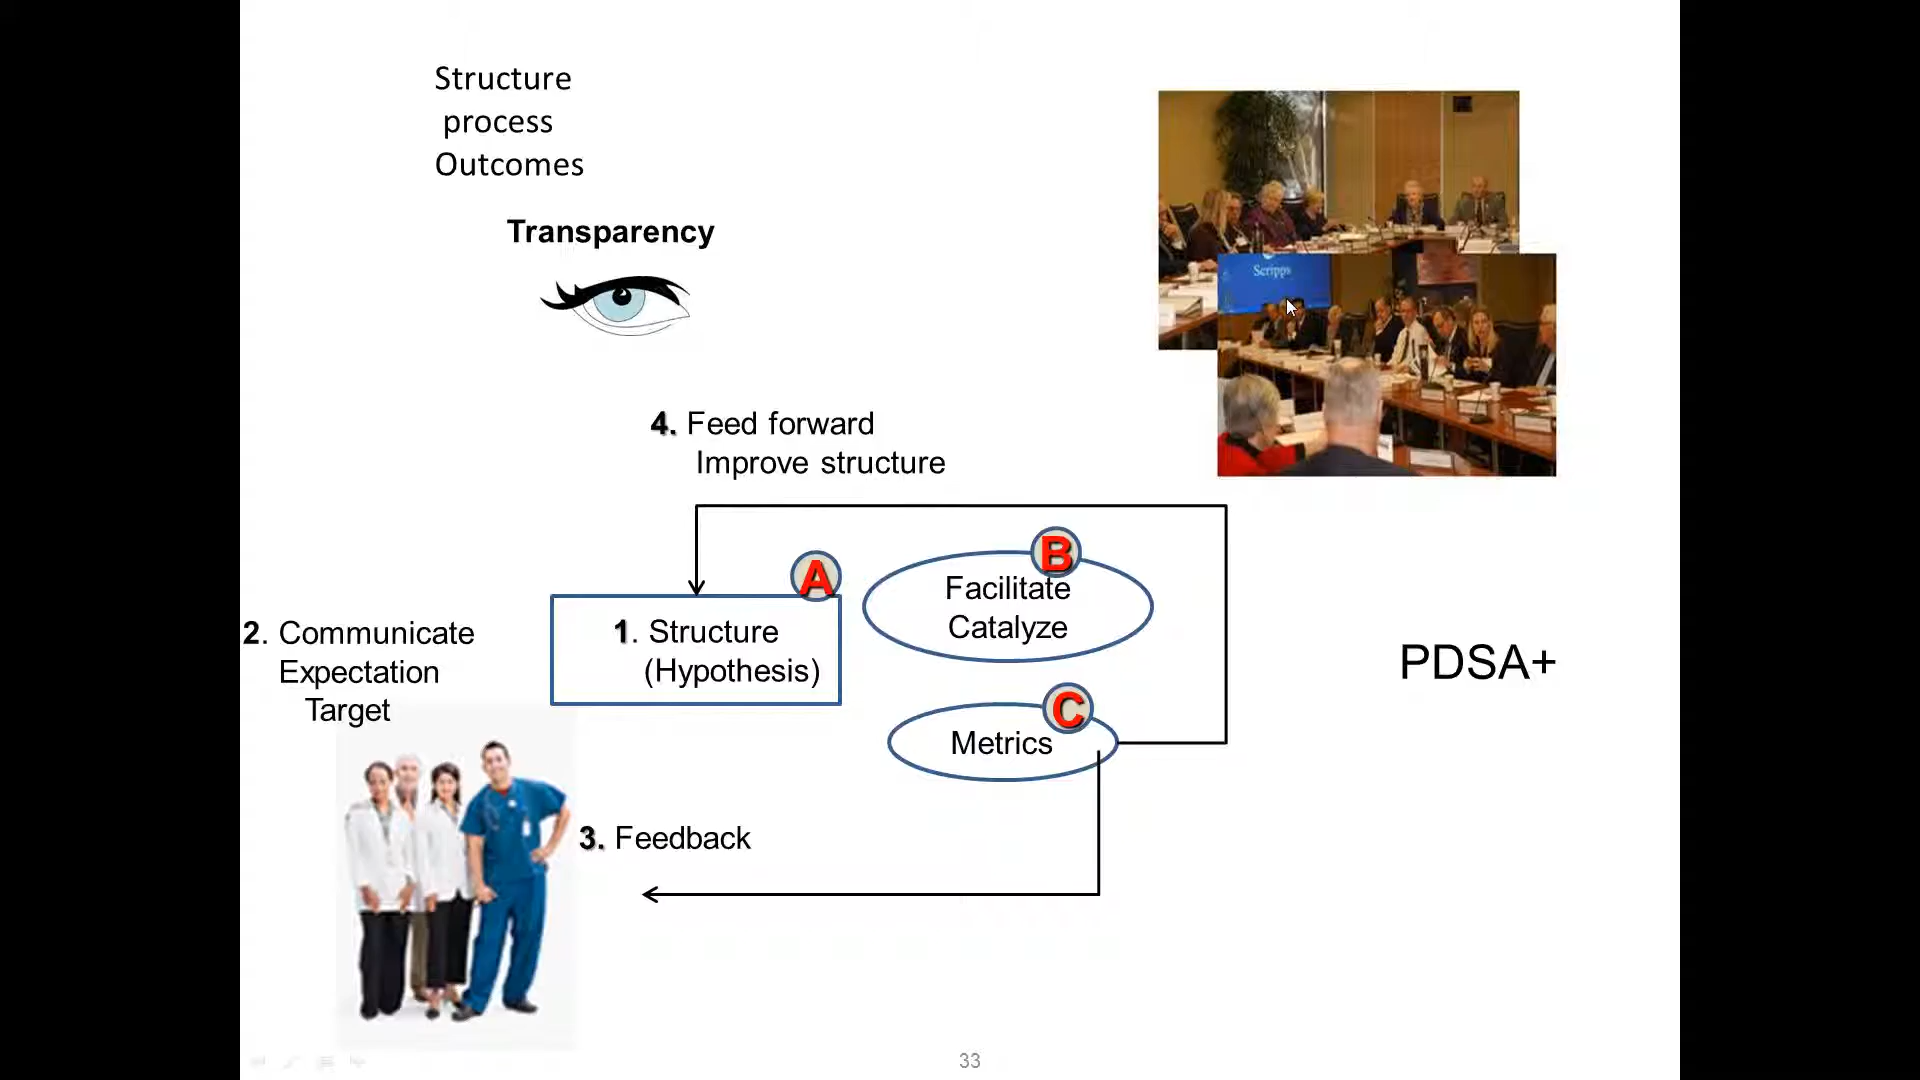 Structure
process
Outcomes
Transparency
Scripps
4. Feed forward
Improve structure
A
B
Facilitate
Catalyze
2. Communicate
Expectation
Target
1. Structure
(Hypothesis)
PDSA+
C
Metrics
3. Feedback
33